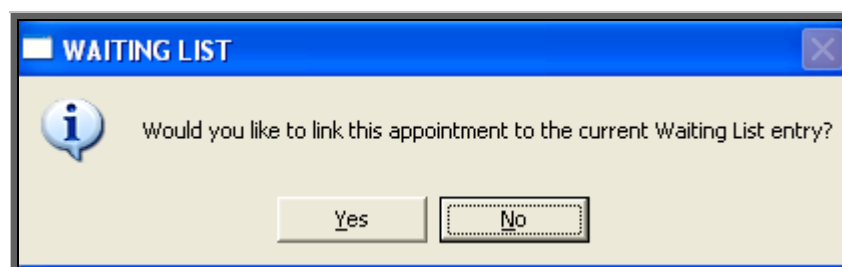 WAITING LIST
Would you like to link this appointment to the current Waiting List entry?
Yes No